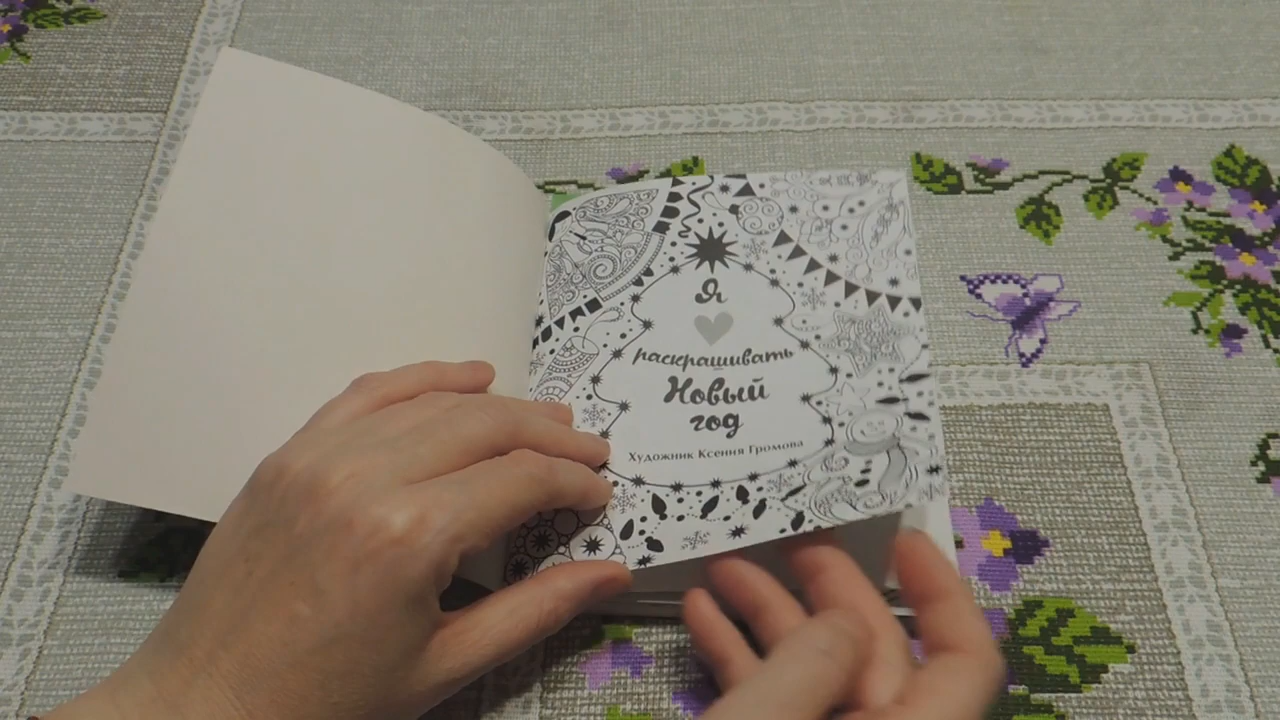 Я
раскрашивать
Новый
год
Художник Ксения Громова